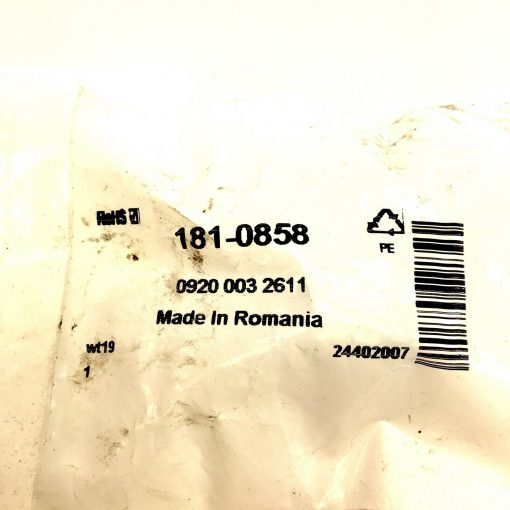 RoHS
181-0858
PE
0920 003 2611
Made In Romania
wt19
24402007
1